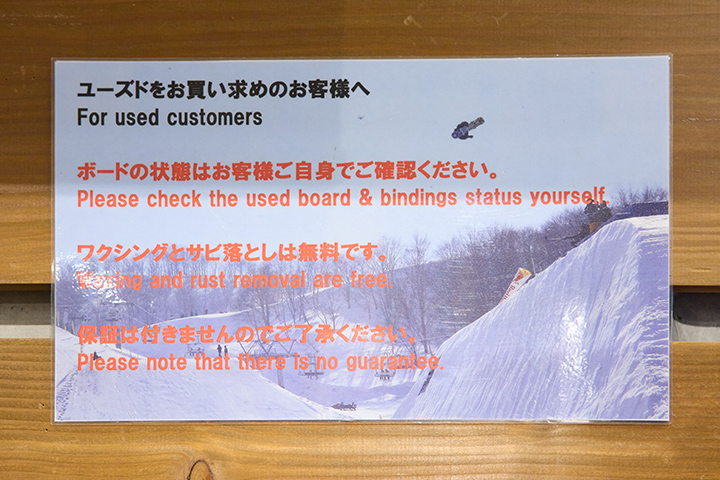 ユーズドをお買い求めのお客様へ
For used customers
ボードの状態はお客様ご自身でご確認ください。
Please check the used board & bindings status yourself.
ワクシングとサビ落としは無料です。
Waxing and rust removal are free.
保証は付きませんのでご了承ください。
Please note that there is no guarantee.